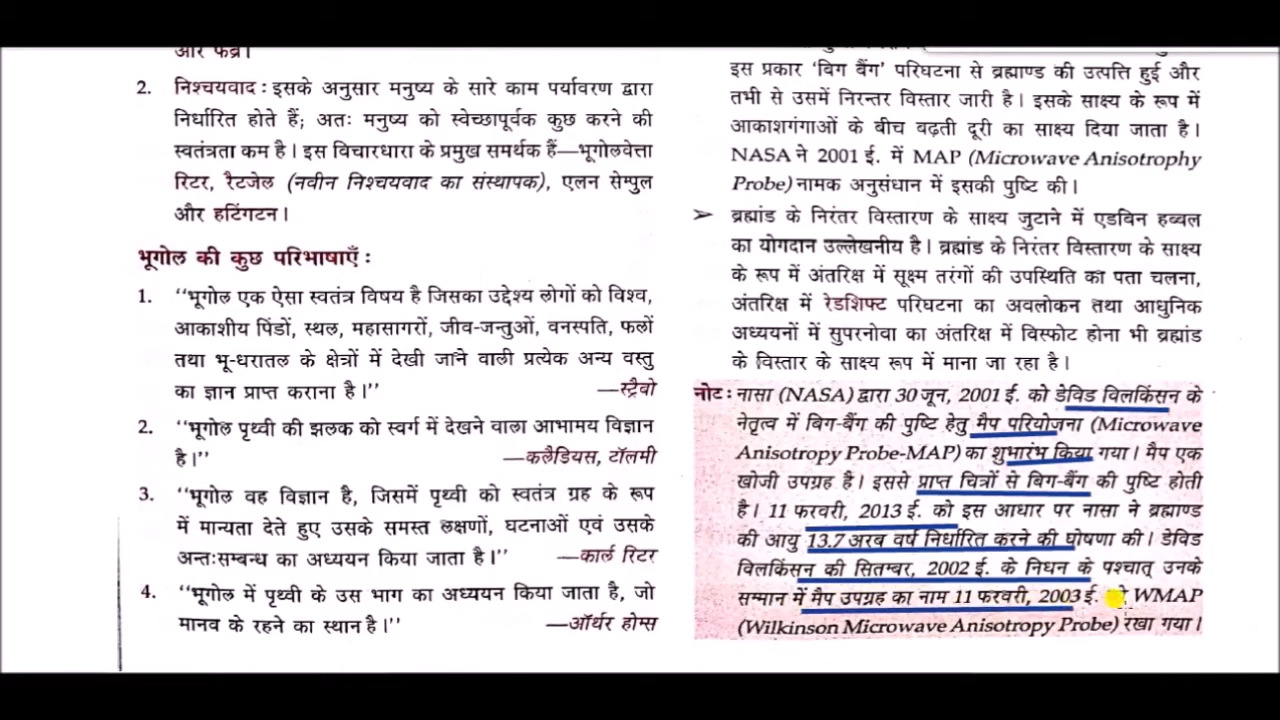 और फेब्रे।
2. निश्चयवाद : इसके अनुसार मनुष्य के सारे काम पर्यावरण द्वारा
निर्धारित होते हैं; अतः मनुष्य को स्वेच्छापूर्वक कुछ करने की
स्वतंत्रता कम है। इस विचारधारा के प्रमुख समर्थक हैं—भूगोलवेत्ता
रिटर, रैटजेल (नवीन निश्चयवाद का संस्थापक), एलन सेम्पुल
और हटिंगटन।
भूगोल की कुछ परिभाषाएँ :
1. "भूगोल एक ऐसा स्वतंत्र विषय है जिसका उद्देश्य लोगों को विश्व,
आकाशीय पिंडों, स्थल, महासागरों, जीव-जन्तुओं, वनस्पति, फलों
तथा भू-धरातल के क्षेत्रों में देखी जाने वाली प्रत्येक अन्य वस्तु
का ज्ञान प्राप्त कराना है।" —स्ट्रैबो
2. "भूगोल पृथ्वी की झलक को स्वर्ग में देखने वाला आभामय विज्ञान
है।" —क्लैडियस, टॉलमी
3. "भूगोल वह विज्ञान है, जिसमें पृथ्वी को स्वतंत्र ग्रह के रूप
में मान्यता देते हुए उसके समस्त लक्षणों, घटनाओं एवं उसके
अन्तःसम्बन्ध का अध्ययन किया जाता है।" —कार्ल रिटर
4. "भूगोल में पृथ्वी के उस भाग का अध्ययन किया जाता है, जो
मानव के रहने का स्थान है।" —ऑर्थर होम्स
इस प्रकार 'बिग बैंग' परिघटना से ब्रह्माण्ड की उत्पत्ति हुई और
तभी से उसमें निरन्तर विस्तार जारी है। इसके साक्ष्य के रूप में
आकाशगंगाओं के बीच बढ़ती दूरी का साक्ष्य दिया जाता है।
NASA ने 2001 ई. में MAP (Microwave Anisotrophy
Probe) नामक अनुसंधान में इसकी पुष्टि की।
➢ ब्रह्मांड के निरंतर विस्तारण के साक्ष्य जुटाने में एडविन हब्बल
का योगदान उल्लेखनीय है। ब्रह्मांड के निरंतर विस्तारण के साक्ष्य
के रूप में अंतरिक्ष में सूक्ष्म तरंगों की उपस्थिति का पता चलना,
अंतरिक्ष में रेडशिफ्ट परिघटना का अवलोकन तथा आधुनिक
अध्ययनों में सुपरनोवा का अंतरिक्ष में विस्फोट होना भी ब्रह्मांड
के विस्तार के साक्ष्य रूप में माना जा रहा है।
नोट : नासा (NASA) द्वारा 30 जून, 2001 ई. को डेविड विलकिंसन के
नेतृत्व में बिग-बैंग की पुष्टि हेतु मैप परियोजना (Microwave
Anisotropy Probe-MAP) का शुभारंभ किया गया। मैप एक
खोजी उपग्रह है। इससे प्राप्त चित्रों से बिग-बैंग की पुष्टि होती
है। 11 फरवरी, 2013 ई. को इस आधार पर नासा ने ब्रह्माण्ड
की आयु 13.7 अरब वर्ष निर्धारित करने की घोषणा की। डेविड
विलकिंसन की सितम्बर, 2002 ई. के निधन के पश्चात् उनके
सम्मान में मैप उपग्रह का नाम 11 फरवरी, 2003 ई. WMAP
(Wilkinson Microwave Anisotropy Probe) रखा गया।